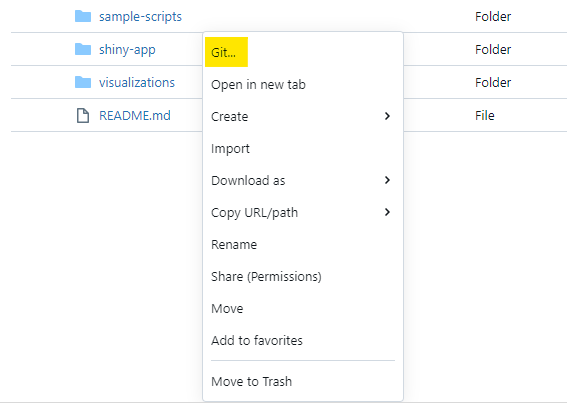 sample-scripts Folder
shiny-app Folder
visualizations Folder
README.md File
Git...
Open in new tab
Create
Import
Download as
Copy URL/path
Rename
Share (Permissions)
Move
Add to favorites
Move to Trash